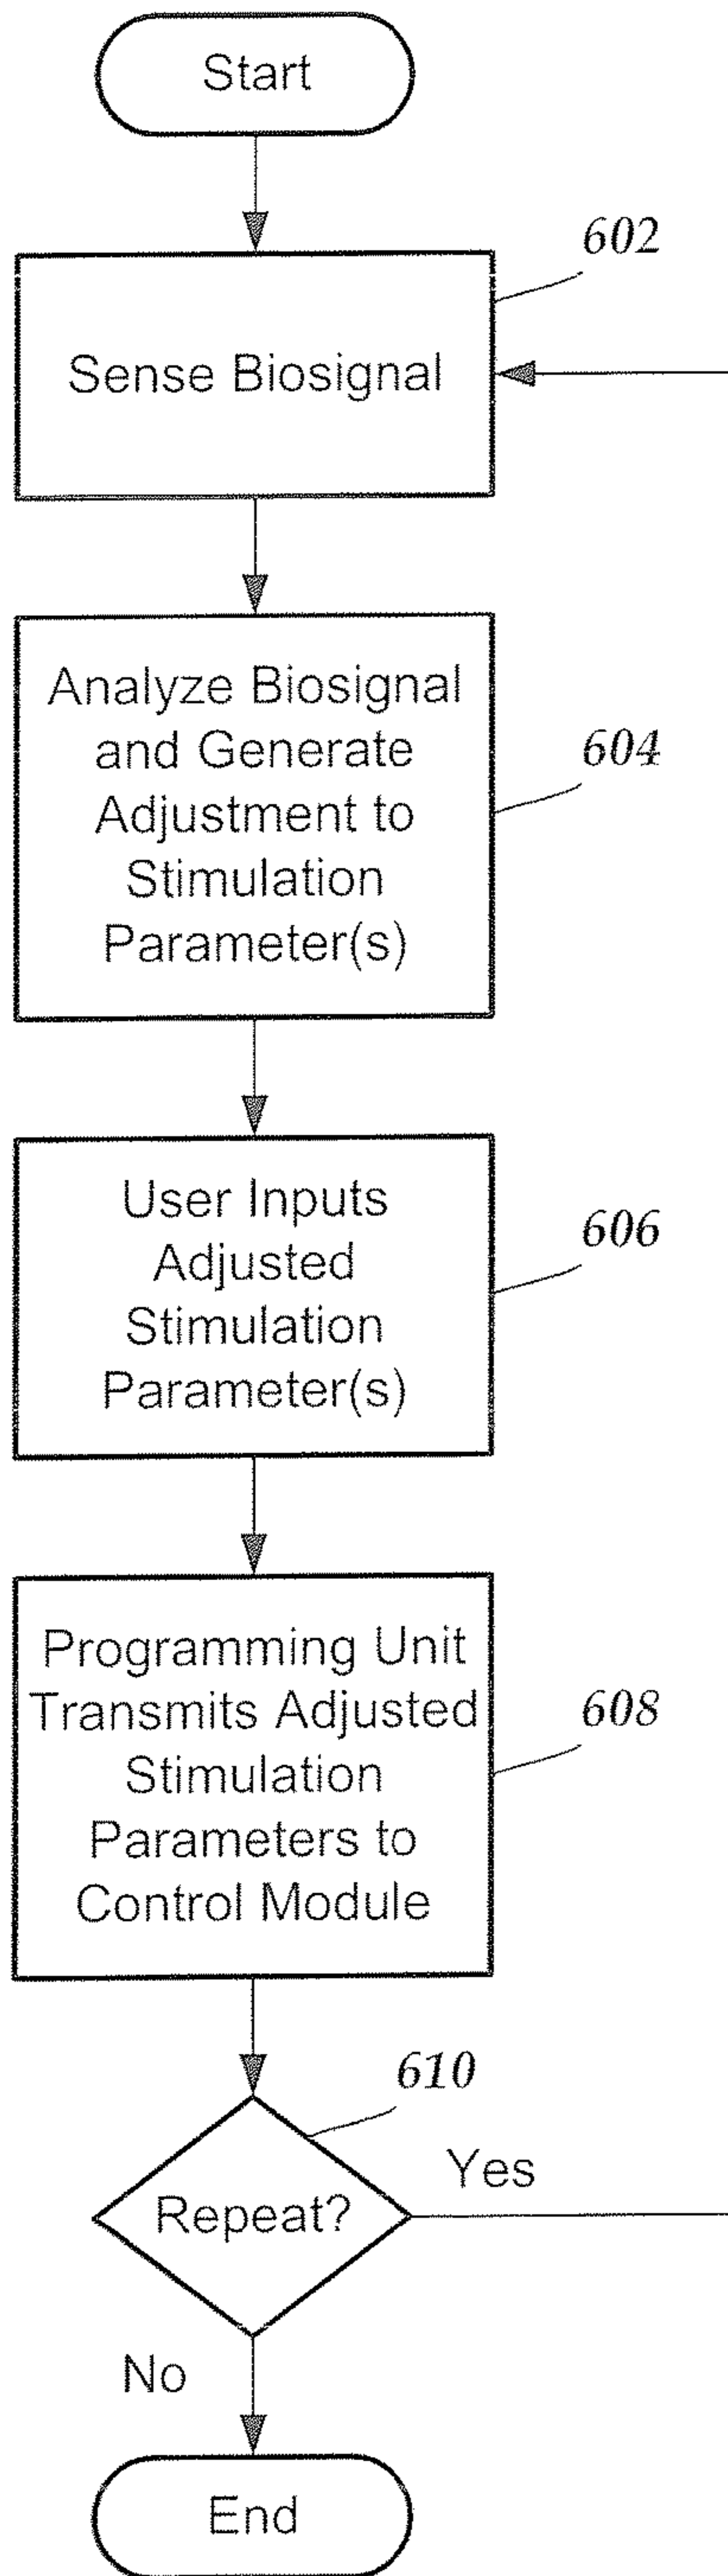 Start
602
Sense Biosignal
Analyze Biosignal
and Generate
Adjustment to
Stimulation
Parameter(s)
604
User Inputs
Adjusted
Stimulation
Parameter(s)
606
Programming Unit
Transmits Adjusted
Stimulation
Parameters to
Control Module
608
610
Repeat?
Yes
No
End